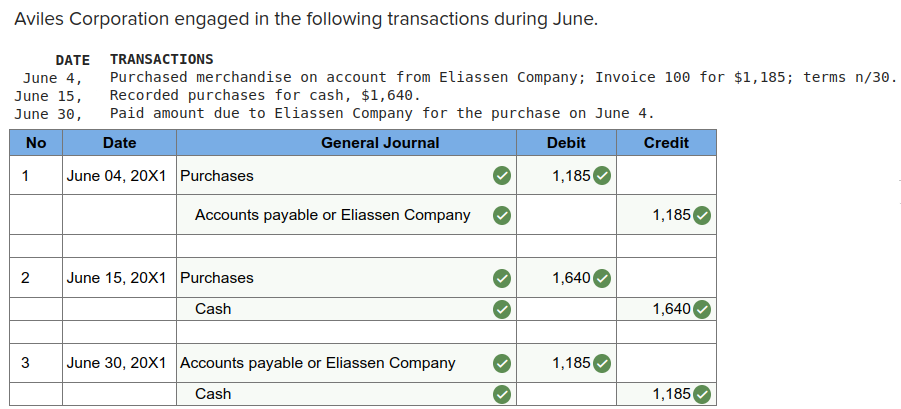 Aviles Corporation engaged in the following transactions during June.
DATE TRANSACTIONS
June 4, Purchased merchandise on account from Eliassen Company; Invoice 100 for $1,185; terms n/30.
June 15, Recorded purchases for cash, $1,640.
June 30, Paid amount due to Eliassen Company for the purchase on June 4.
No Date General Journal Debit Credit
1 June 04, 20X1 Purchases 1,185
Accounts payable or Eliassen Company 1,185
2 June 15, 20X1 Purchases 1,640
Cash 1,640
3 June 30, 20X1 Accounts payable or Eliassen Company 1,185
Cash 1,185